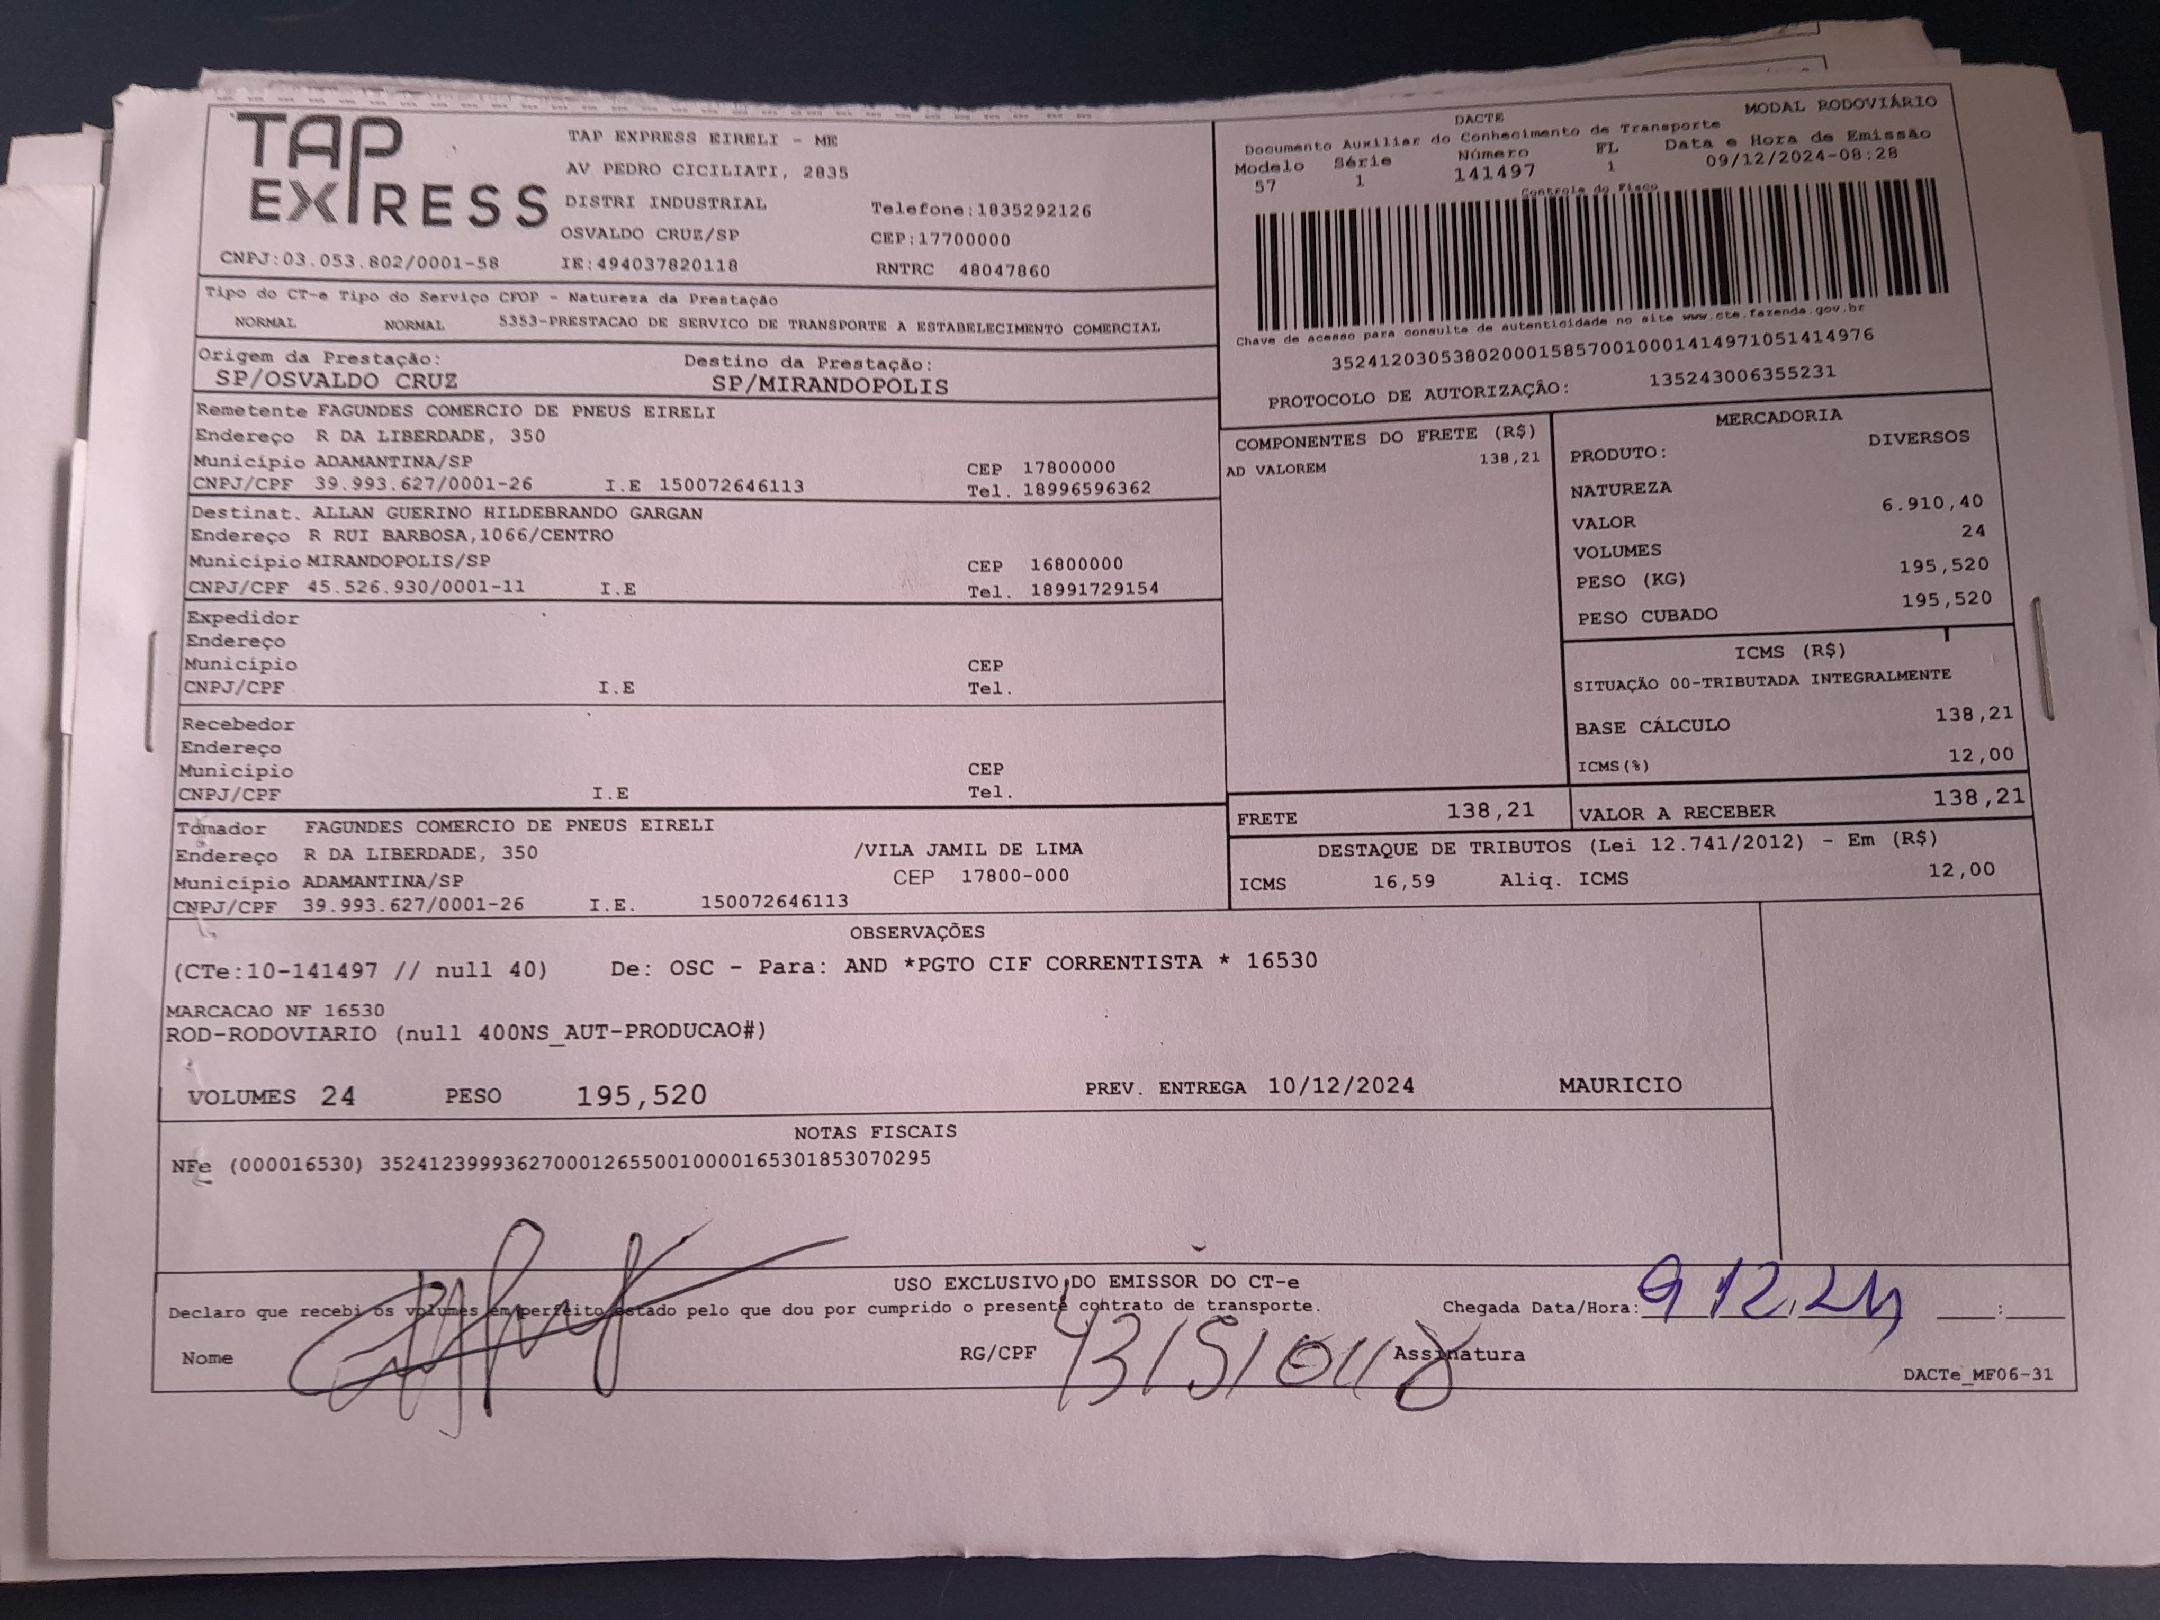 TAP EXPRESS
TAP EXPRESS EIRELI - ME
AV PEDRO CICILIATI, 2835
DISTRI INDUSTRIAL Telefone:1835292126
OSVALDO CRUZ/SP CEP:17700000
CNPJ:03.053.802/0001-58 IE:494037820118 RNTRC 48047860
DACTE MODAL RODOVIÁRIO
Documento Auxiliar do Conhecimento de Transporte
Modelo Série Número FL Data e Hora de Emissão
57 1 141497 1 09/12/2024-08:28
Controle do Fisco
Chave de acesso para consulta de autenticidade no site www.cte.fazenda.gov.br
35241203053802000158570010001414971051414976
PROTOCOLO DE AUTORIZAÇÃO: 135243006355231
Tipo do CT-e Tipo do Serviço CFOP - Natureza da Prestação
NORMAL NORMAL 5353-PRESTACAO DE SERVICO DE TRANSPORTE A ESTABELECIMENTO COMERCIAL
Origem da Prestação: Destino da Prestação:
SP/OSVALDO CRUZ SP/MIRANDOPOLIS
Remetente FAGUNDES COMERCIO DE PNEUS EIRELI
Endereço R DA LIBERDADE, 350
Município ADAMANTINA/SP CEP 17800000
CNPJ/CPF 39.993.627/0001-26 I.E 150072646113 Tel. 18996596362
Destinat. ALLAN GUERINO HILDEBRANDO GARGAN
Endereço R RUI BARBOSA,1066/CENTRO
Município MIRANDOPOLIS/SP CEP 16800000
CNPJ/CPF 45.526.930/0001-11 I.E Tel. 18991729154
Expedidor
Endereço
Município CEP
CNPJ/CPF I.E Tel.
Recebedor
Endereço
Município CEP
CNPJ/CPF I.E Tel.
Tomador FAGUNDES COMERCIO DE PNEUS EIRELI
Endereço R DA LIBERDADE, 350 /VILA JAMIL DE LIMA
Município ADAMANTINA/SP CEP 17800-000
CNPJ/CPF 39.993.627/0001-26 I.E. 150072646113
COMPONENTES DO FRETE (R$)
AD VALOREM 138,21
MERCADORIA
PRODUTO: DIVERSOS
NATUREZA
VALOR 6.910,40
VOLUMES 24
PESO (KG) 195,520
PESO CUBADO 195,520
ICMS (R$)
SITUAÇÃO 00-TRIBUTADA INTEGRALMENTE
BASE CÁLCULO 138,21
ICMS(%) 12,00
FRETE 138,21 VALOR A RECEBER 138,21
DESTAQUE DE TRIBUTOS (Lei 12.741/2012) - Em (R$)
ICMS 16,59 Aliq. ICMS 12,00
OBSERVAÇÕES
(CTe:10-141497 // null 40) De: OSC - Para: AND *PGTO CIF CORRENTISTA * 16530
MARCACAO NF 16530
ROD-RODOVIARIO (null 400NS_AUT-PRODUCAO#)
VOLUMES 24 PESO 195,520 PREV. ENTREGA 10/12/2024 MAURICIO
NOTAS FISCAIS
NFe (000016530) 35241239993627000126550010000165301853070295
USO EXCLUSIVO DO EMISSOR DO CT-e
Declaro que recebi os volumes em perfeito estado pelo que dou por cumprido o presente contrato de transporte. Chegada Data/Hora: 9 12.24 :
Nome RG/CPF Assinatura
DACTe_MF06-31